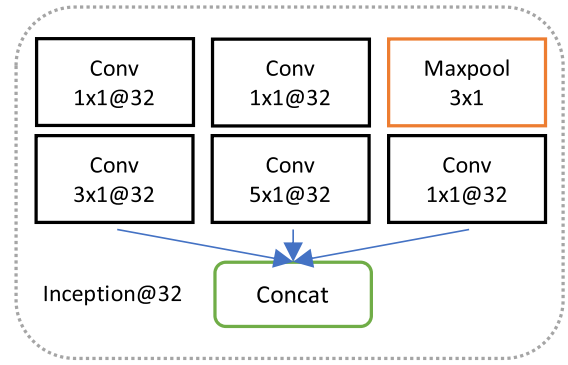 Conv
1x1@32
Conv
1x1@32
Maxpool
3x1
Conv
3x1@32
Conv
5x1@32
Conv
1x1@32
Inception@32
Concat